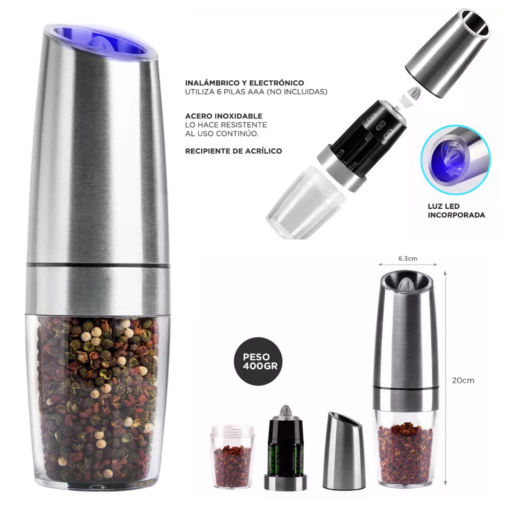 INALÁMBRICO Y ELECTRÓNICO
UTILIZA 6 PILAS AAA (NO INCLUIDAS)
ACERO INOXIDABLE
LO HACE RESISTENTE
AL USO CONTINÚO.
RECIPIENTE DE ACRÍLICO
LUZ LED
INCORPORADA
6.3cm
PESO
400GR
20cm